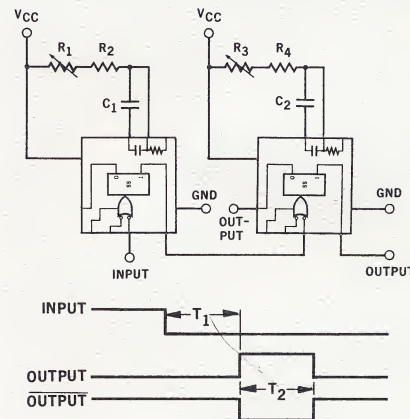 VCC
VCC
R1
R2
R3
R4
C1
C2
0
1
SS
0
1
SS
GND
OUT-
PUT
GND
INPUT
OUTPUT
INPUT
T1
OUTPUT
T2
OUTPUT